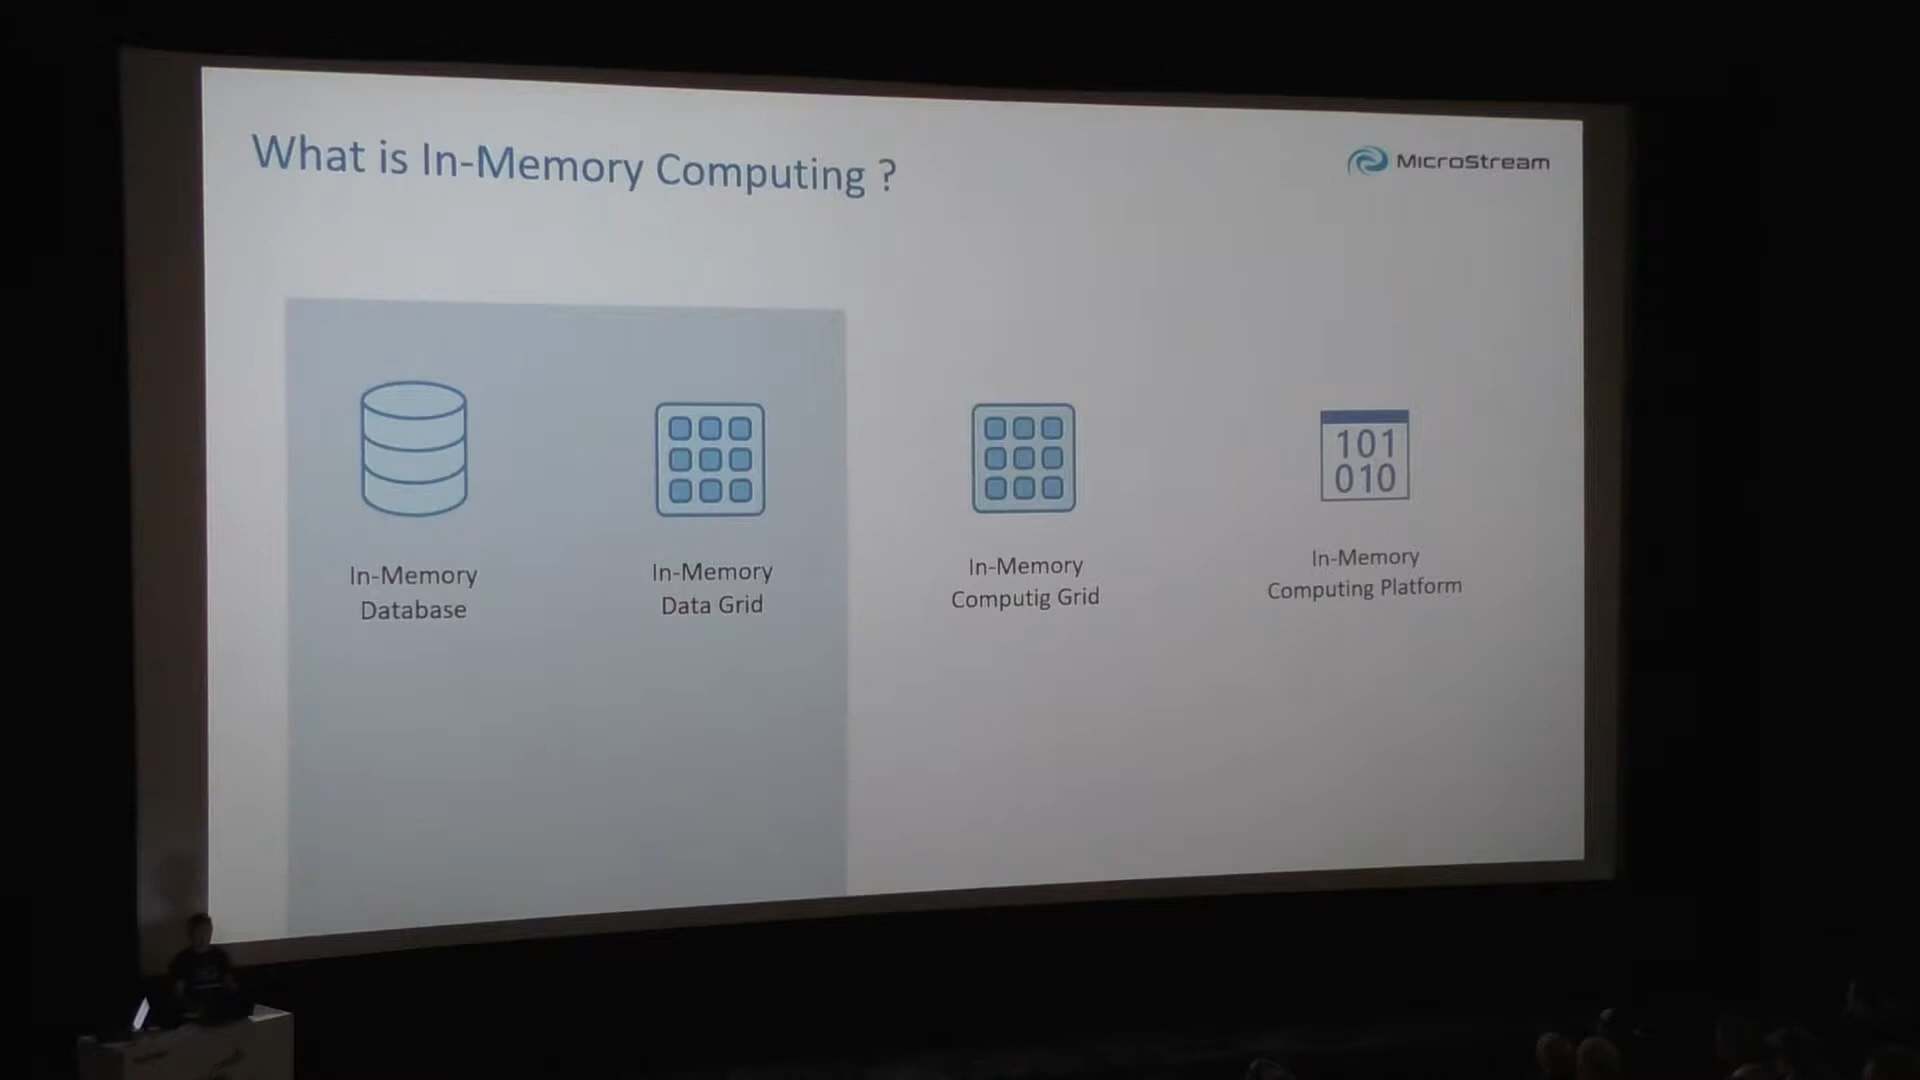 What is In-Memory Computing ?
MicroStream
101
010
In-Memory
Database
In-Memory
Data Grid
In-Memory
Computig Grid
In-Memory
Computing Platform